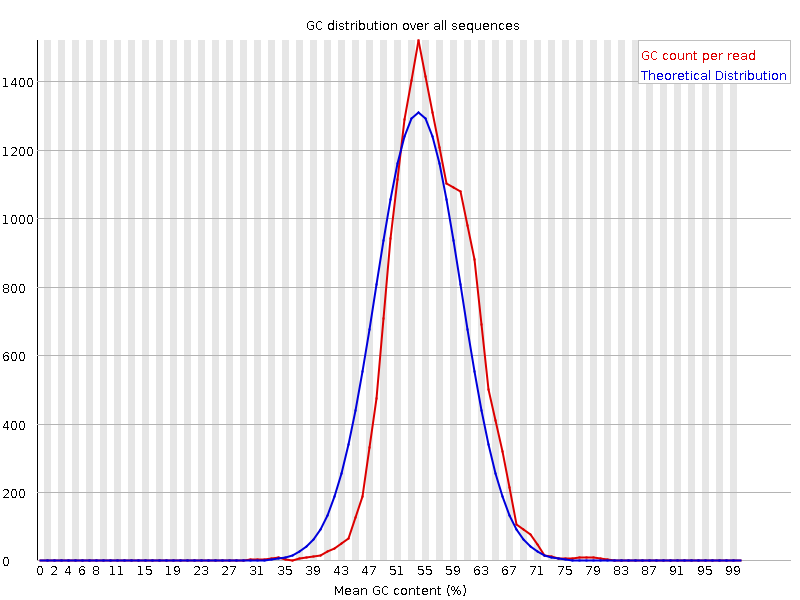 GC distribution over all sequences
GC count per read
Theoretical Distribution
1400
1200
1000
800
600
400
200
0
0 2 4 6 8 11 15 19 23 27 31 35 39 43 47 51 55 59 63 67 71 75 79 83 87 91 95 99
Mean GC content (%)